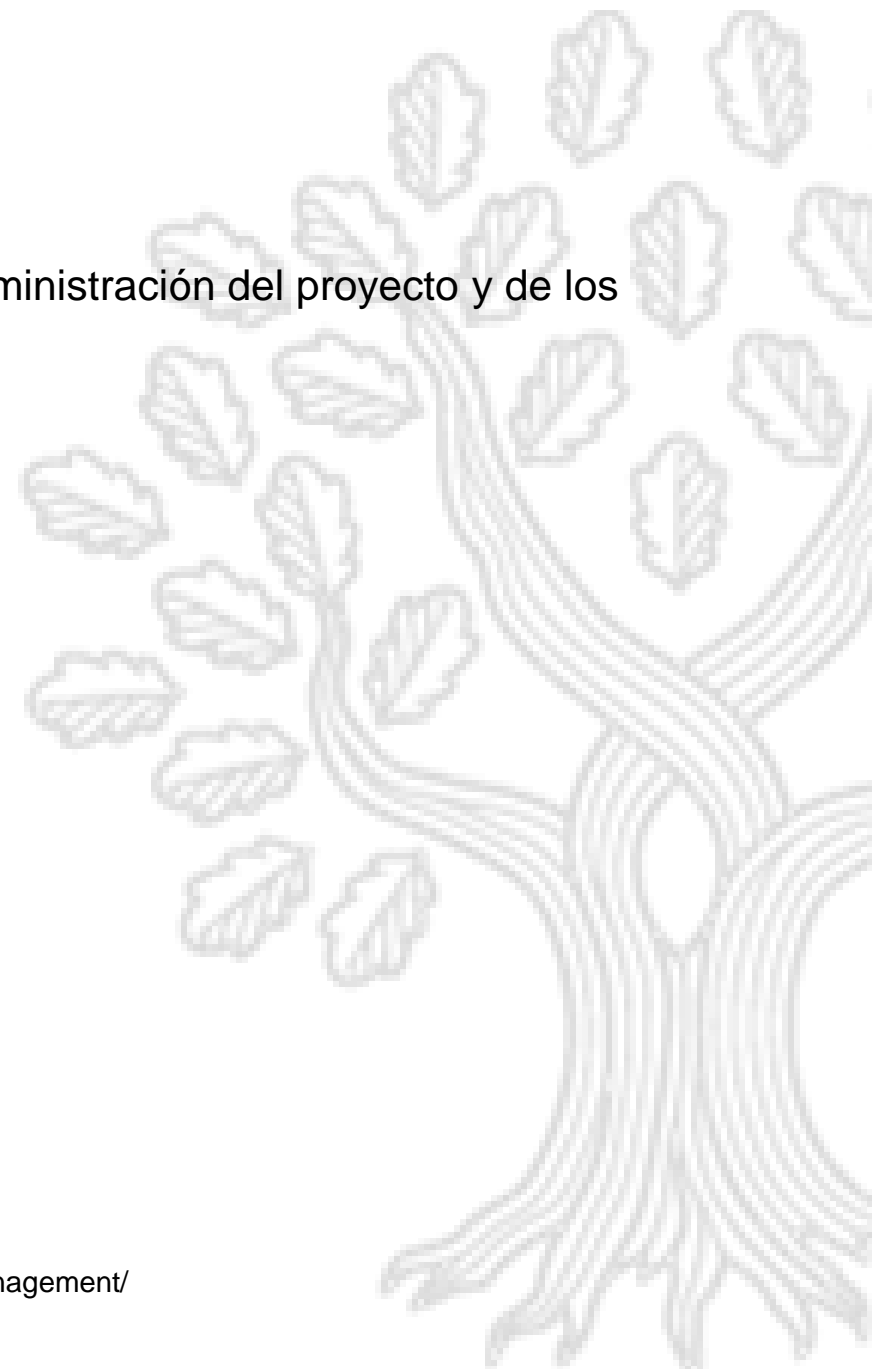 ministración del proyecto y de los
nagement/